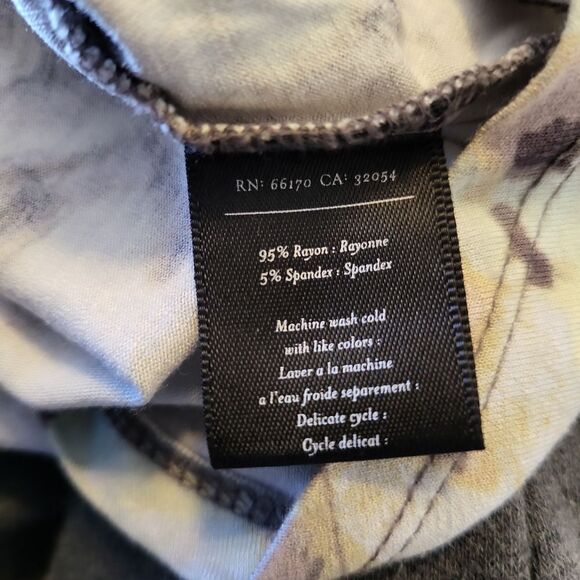 RN: 66170 CA: 32054
95% Rayon : Rayonne
5% Spandex : Spandex
Machine wash cold
with like colors :
Laver a la machine
a l'eau froide separement :
Delicate cycle :
Cycle delicat :